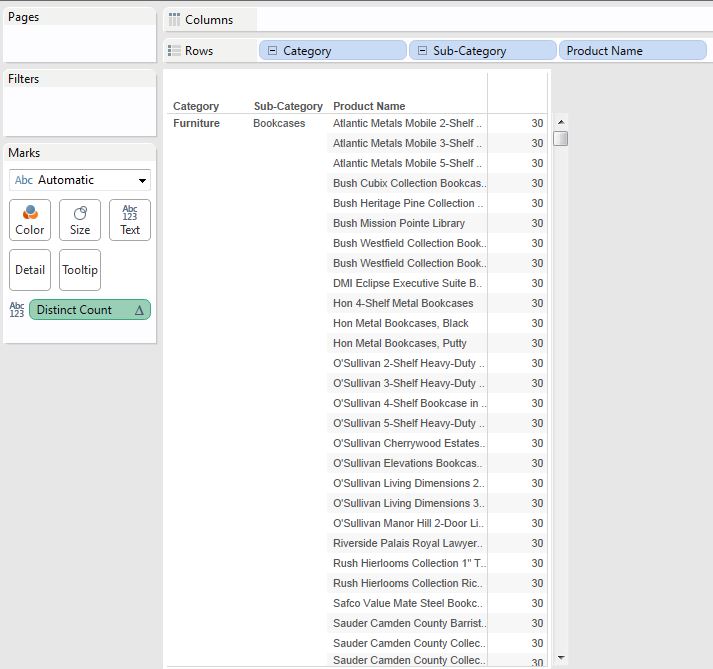 Pages
Columns
Rows
Category
Sub-Category
Product Name
Filters
Marks
Abc Automatic
Color
Size
Abc 123 Text
Detail
Tooltip
Abc 123 Distinct Count Δ
Category Sub-Category Product Name
Furniture Bookcases Atlantic Metals Mobile 2-Shelf .. 30
Atlantic Metals Mobile 3-Shelf .. 30
Atlantic Metals Mobile 5-Shelf .. 30
Bush Cubix Collection Bookcas.. 30
Bush Heritage Pine Collection .. 30
Bush Mission Pointe Library 30
Bush Westfield Collection Book.. 30
Bush Westfield Collection Book.. 30
DMI Eclipse Executive Suite B.. 30
Hon 4-Shelf Metal Bookcases 30
Hon Metal Bookcases, Black 30
Hon Metal Bookcases, Putty 30
O'Sullivan 2-Shelf Heavy-Duty .. 30
O'Sullivan 3-Shelf Heavy-Duty .. 30
O'Sullivan 4-Shelf Bookcase in .. 30
O'Sullivan 5-Shelf Heavy-Duty .. 30
O'Sullivan Cherrywood Estates.. 30
O'Sullivan Elevations Bookcas.. 30
O'Sullivan Living Dimensions 2.. 30
O'Sullivan Living Dimensions 3.. 30
O'Sullivan Manor Hill 2-Door Li.. 30
Riverside Palais Royal Lawyer.. 30
Rush Hierlooms Collection 1" T.. 30
Rush Hierlooms Collection Ric.. 30
Safco Value Mate Steel Bookc.. 30
Sauder Camden County Barrist.. 30
Sauder Camden County Collec.. 30
Sauder Camden County Collec.. 30